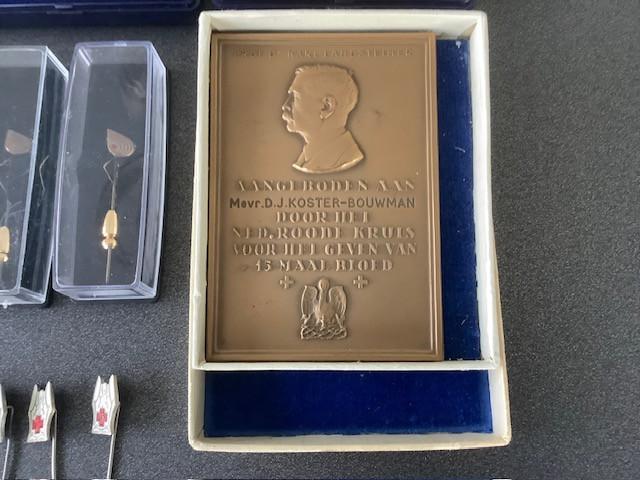 KARL LANDSTEINER
AANGEBODEN AAN
Mevr.D.J.KOSTER-BOUWMAN
DOOR HET
NED. ROODE KRUIS
VOOR HET GEVEN VAN
15 MAAL BLOED